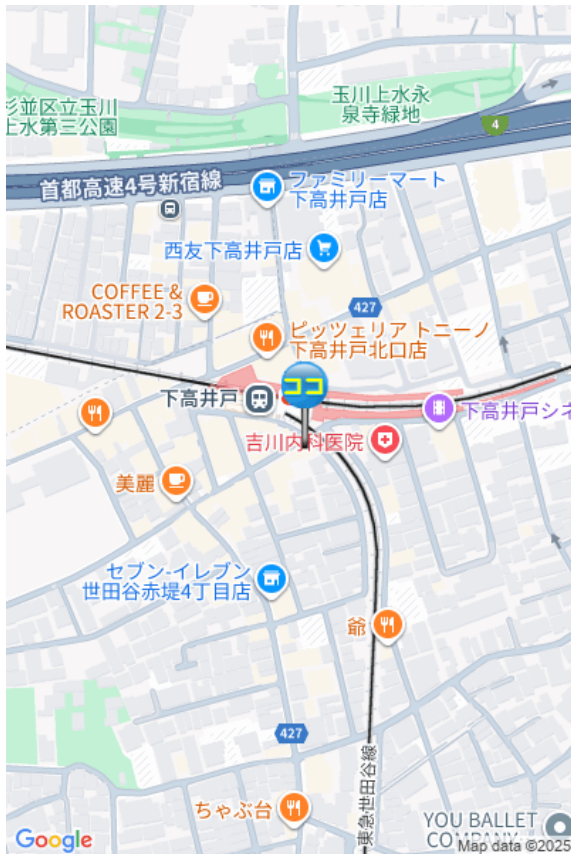 玉川上水永
泉寺緑地
杉並区立玉川
上水第三公園
4
首都高速4号新宿線
ファミリーマート
下高井戸店
西友下高井戸店
COFFEE &
ROASTER 2-3
427
ピッツェリア トニーノ
下高井戸北口店
ココ
下高井戸
下高井戸シネ
吉川内科医院
美麗
セブン-イレブン
世田谷赤堤4丁目店
爺
427
東急世田谷線
ちゃぶ台
YOU BALLET
COMPANY
Google
Map data ©2025